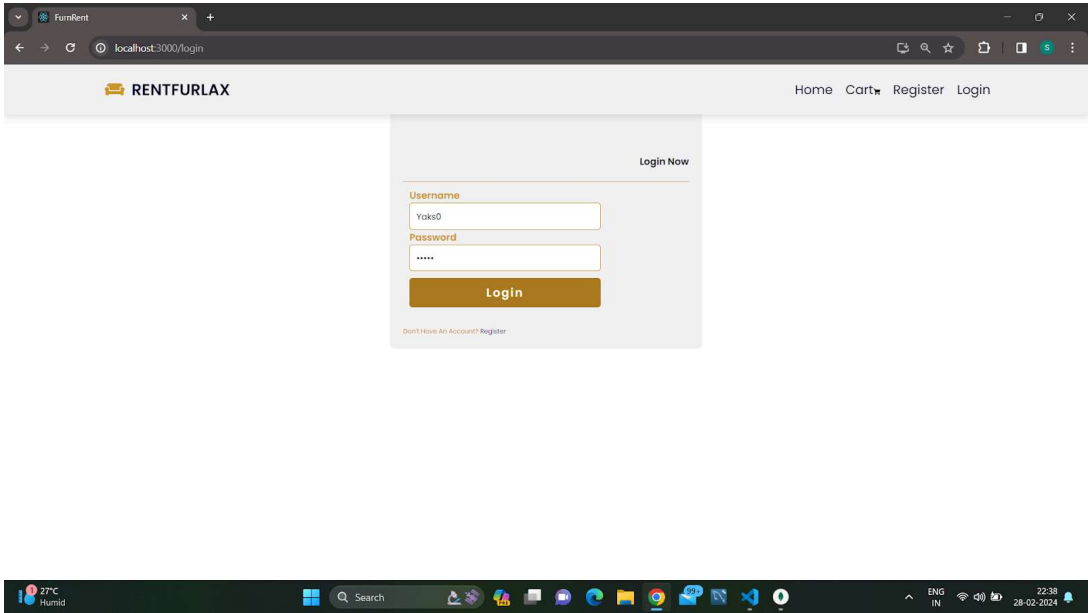 FurnRent
localhost:3000/login
S
RENTFURLAX
Home Cart Register Login
Login Now
Username
Yaks0
Password
•••••
Login
Don't Have An Account? Register
27°C
Humid
Search
99+
ENG
IN
22:38
28-02-2024